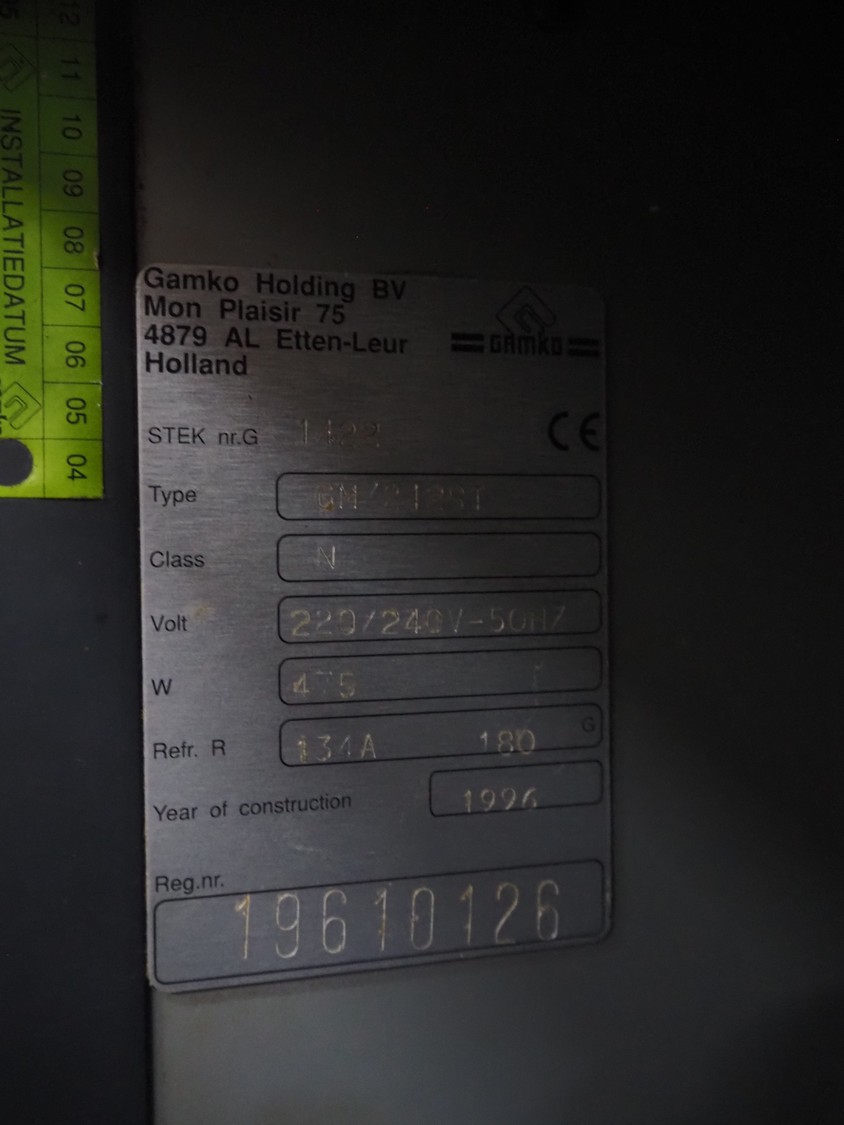 12
11
10
09
08
07
06
05
04
INSTALLATIEDATUM
Gamko Holding BV
Mon Plaisir 75
4879 AL Etten-Leur
Holland
GAMKO
STEK nr.G
CE
Type
Class N
Volt 220/240V-50HZ
W 475
Refr. R 134A 180 G
Year of construction 1996
Reg.nr.
19610126